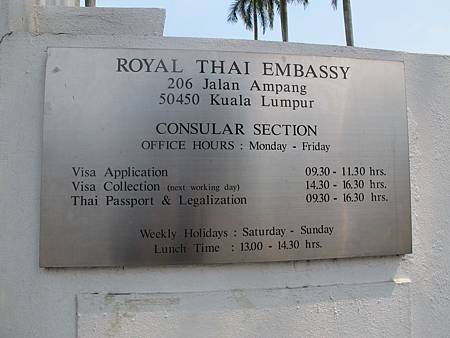 ROYAL THAI EMBASSY
206 Jalan Ampang
50450 Kuala Lumpur
CONSULAR SECTION
OFFICE HOURS : Monday - Friday
Visa Application 09.30 - 11.30 hrs.
Visa Collection (next working day) 14.30 - 16.30 hrs.
Thai Passport & Legalization 09.30 - 16.30 hrs.
Weekly Holidays : Saturday - Sunday
Lunch Time : 13.00 - 14.30 hrs.